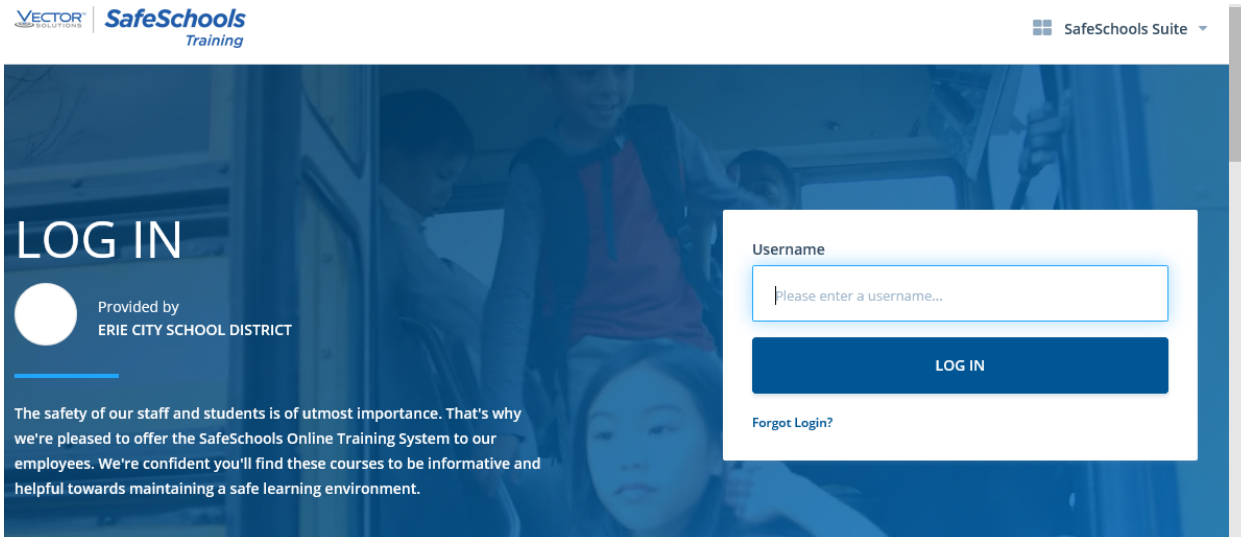 VECTOR SOLUTIONS
SafeSchools
Training
SafeSchools Suite
LOG IN
Provided by
ERIE CITY SCHOOL DISTRICT
The safety of our staff and students is of utmost importance. That's why
we're pleased to offer the SafeSchools Online Training System to our
employees. We're confident you'll find these courses to be informative and
helpful towards maintaining a safe learning environment.
Username
Please enter a username...
LOG IN
Forgot Login?